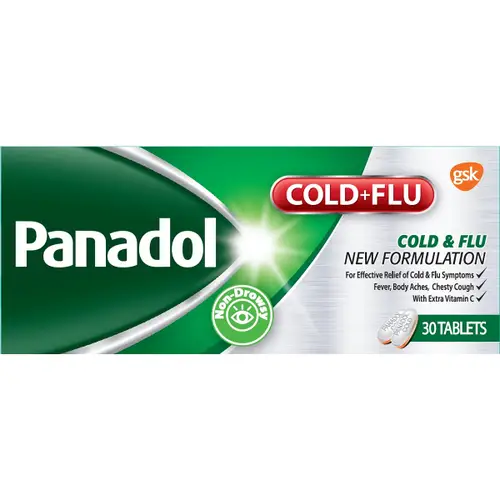 Panadol
COLD+FLU
gsk
COLD & FLU
NEW FORMULATION
For Effective Relief of Cold & Flu Symptoms ✓
Fever, Body Aches, Chesty Cough ✓
With Extra Vitamin C ✓
Non-Drowsy
30 TABLETS